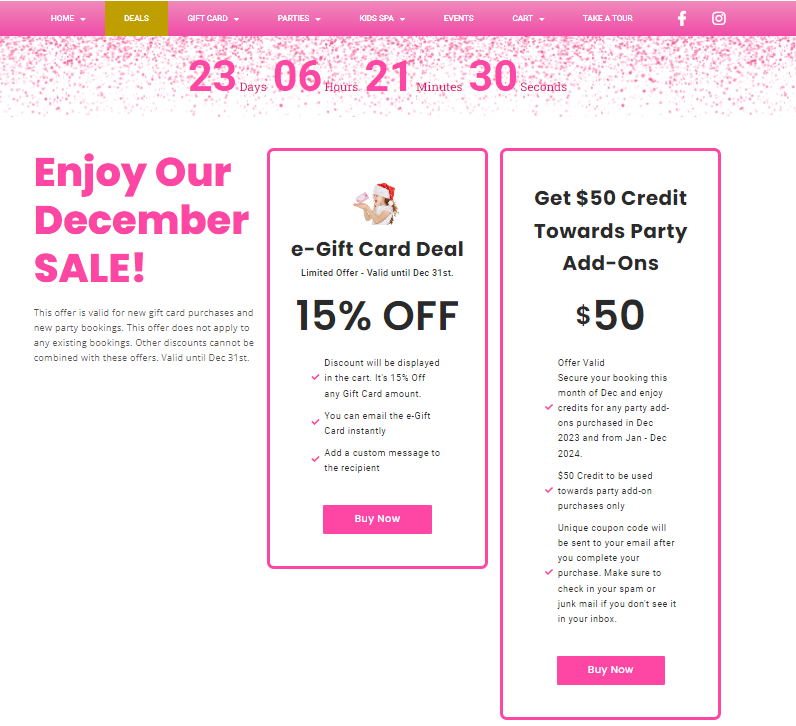 HOME DEALS GIFT CARD PARTIES KIDS SPA EVENTS CART TAKE A TOUR
23 Days 06 Hours 21 Minutes 30 Seconds
Enjoy Our
December
SALE!
This offer is valid for new gift card purchases and
new party bookings. This offer does not apply to
any existing bookings. Other discounts cannot be
combined with these offers. Valid until Dec 31st.
e-Gift Card Deal
Limited Offer - Valid until Dec 31st.
15% OFF
Discount will be displayed
in the cart. It's 15% Off
any Gift Card amount.
You can email the e-Gift
Card instantly
Add a custom message to
the recipient
Buy Now
Get $50 Credit
Towards Party
Add-Ons
$50
Offer Valid
Secure your booking this
month of Dec and enjoy
credits for any party add-
ons purchased in Dec
2023 and from Jan - Dec
2024.
$50 Credit to be used
towards party add-on
purchases only
Unique coupon code will
be sent to your email after
you complete your
purchase. Make sure to
check in your spam or
junk mail if you don't see it
in your inbox.
Buy Now